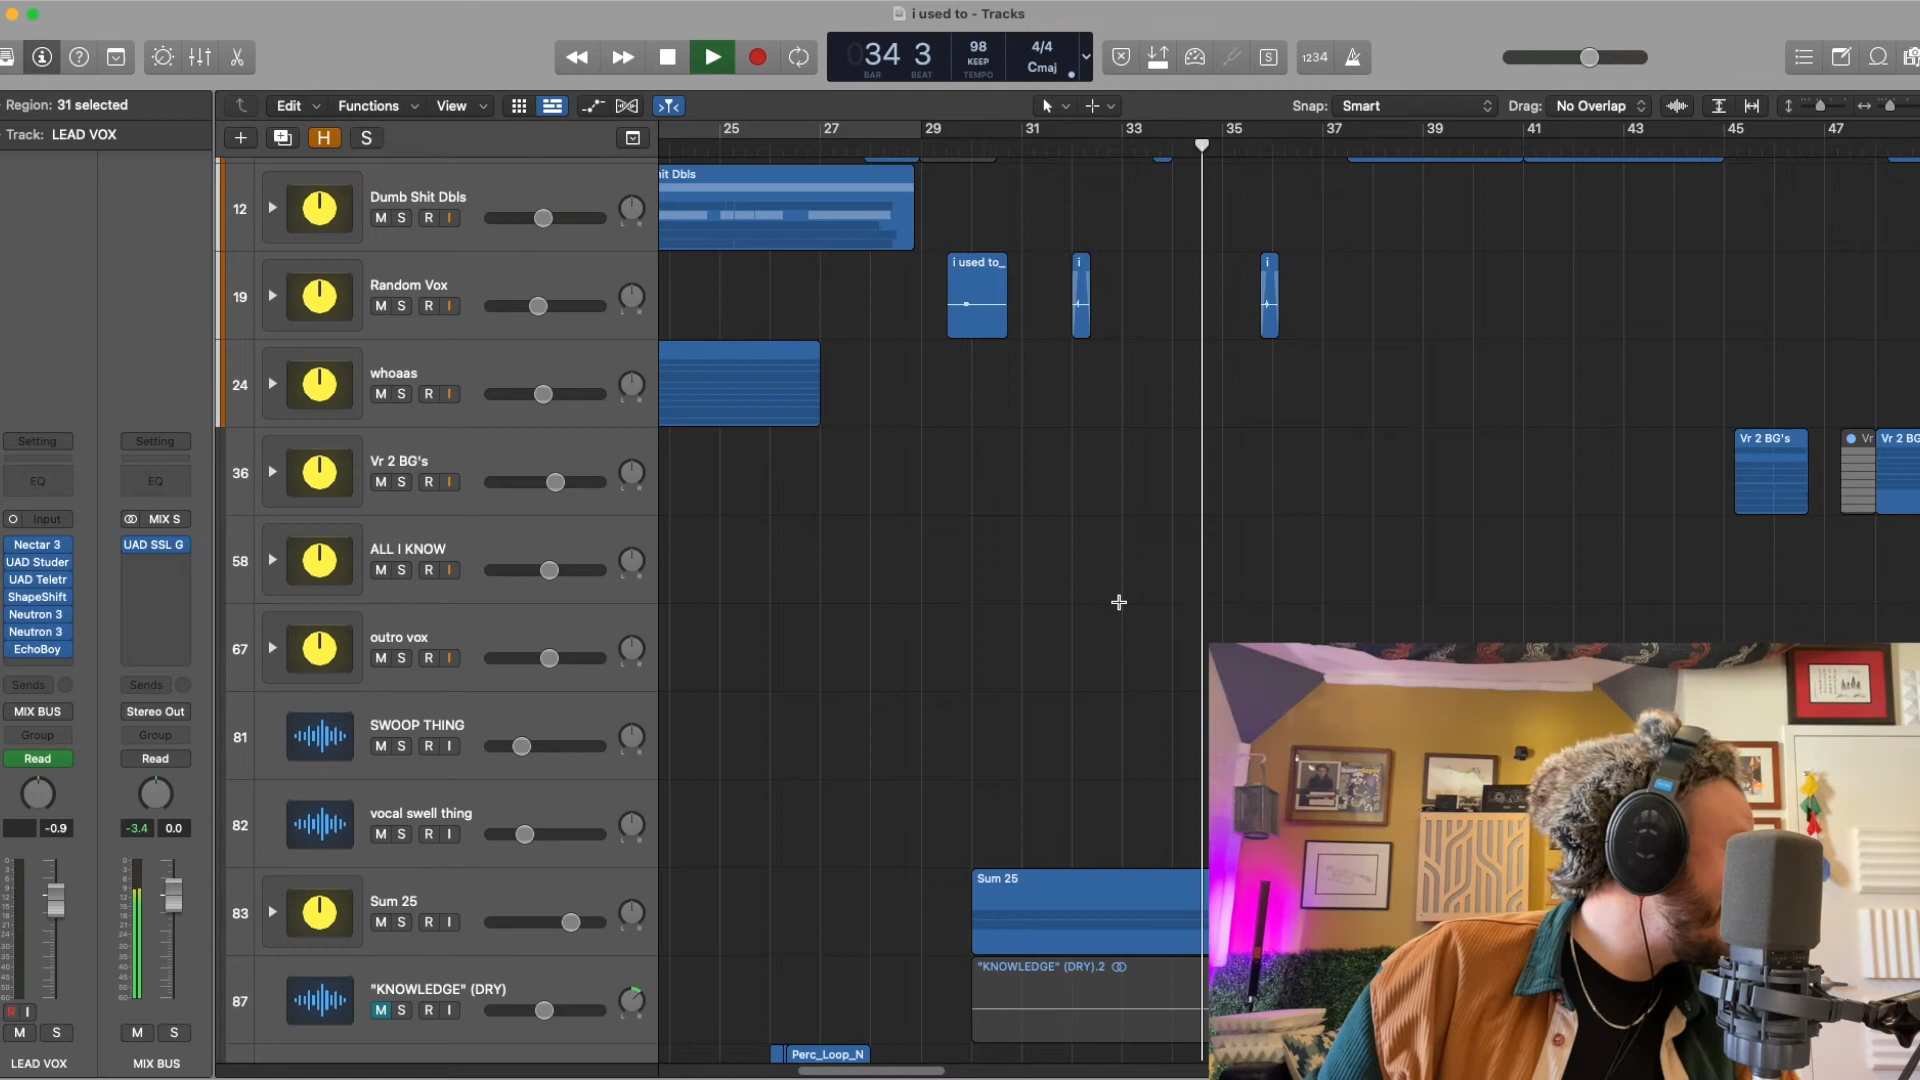 i used to - Tracks
34 3
BAR BEAT
98
KEEP
TEMPO
4/4
Cmaj
S
1234
Region: 31 selected
Edit Functions View
Snap: Smart
Drag: No Overlap
Track: LEAD VOX
H S
25 27 29 31 33 35 37 39 41 43 45 47
12 Dumb Shit Dbls
M S R I
hit Dbls
19 Random Vox
M S R I
i used to_
i
i
24 whoaas
M S R I
36 Vr 2 BG's
M S R I
Vr 2 BG's
Vr
Vr 2 BG
58 ALL I KNOW
M S R I
67 outro vox
M S R I
81 SWOOP THING
M S R I
82 vocal swell thing
M S R I
83 Sum 25
M S R I
Sum 25
87 "KNOWLEDGE" (DRY)
M S R I
"KNOWLEDGE" (DRY).2
Perc_Loop_N
Setting Setting
EQ EQ
Input MIX S
Nectar 3 UAD SSL G
UAD Studer
UAD Teletr
ShapeShift
Neutron 3
Neutron 3
EchoBoy
Sends Sends
MIX BUS Stereo Out
Group Group
Read Read
-0.9 -3.4 0.0
R I
M S M S
LEAD VOX MIX BUS